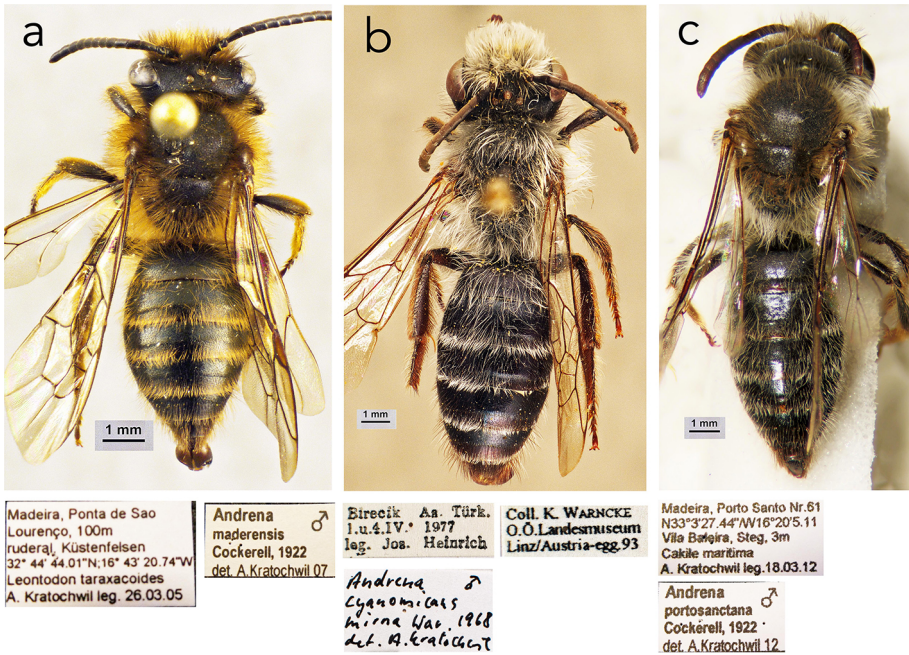 a
b
c
1 mm
1 mm
1 mm
Madeira, Ponta de Sao
Lourenço, 100m
ruderal, Küstenfelsen
32° 44' 44.01"N;16° 43' 20.74"W
Leontodon taraxacoides
A. Kratochwil leg. 26.03.05
Andrena ♂
maderensis
Cockerell, 1922
det. A.Kratochwil 07
Birecik As. Türk.
1.u.4.IV. 1977
leg. Jos. Heinrich
Coll. K. WARNCKE
O.Ö.Landesmuseum
Linz/Austria-egg.93
Andrena ♂
cyanomicans
mirna War. 1968
det. A. Kratochwil
Madeira, Porto Santo Nr.61
N33°3'27.44"/W16°20'5.11
Vila Baleira, Steg, 3m
Cakile maritima
A. Kratochwil leg.18.03.12
Andrena ♂
portosanctana
Cockerell, 1922
det. A.Kratochwil 12